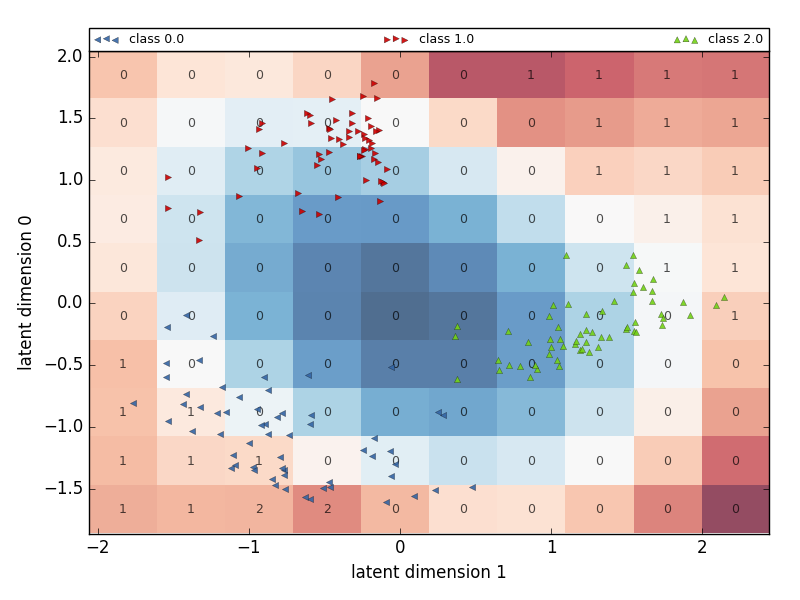 class 0.0 class 1.0 class 2.0
2.0
0 0 0 0 0 0 1 1 1 1
1.5
0 0 0 0 0 0 0 1 1 1
1.0
0 0 0 0 0 0 0 1 1 1
0 0 0 0 0 0 0 0 1 1
0.5
0 0 0 0 0 0 0 0 1 1
0.0
0 0 0 0 0 0 0 0 0 1
−0.5
1 0 0 0 0 0 0 0 0 0
1 1 0 0 0 0 0 0 0 0
−1.0
1 1 1 0 0 0 0 0 0 0
−1.5
1 1 2 2 0 0 0 0 0 0
−2 −1 0 1 2
latent dimension 1
latent dimension 0